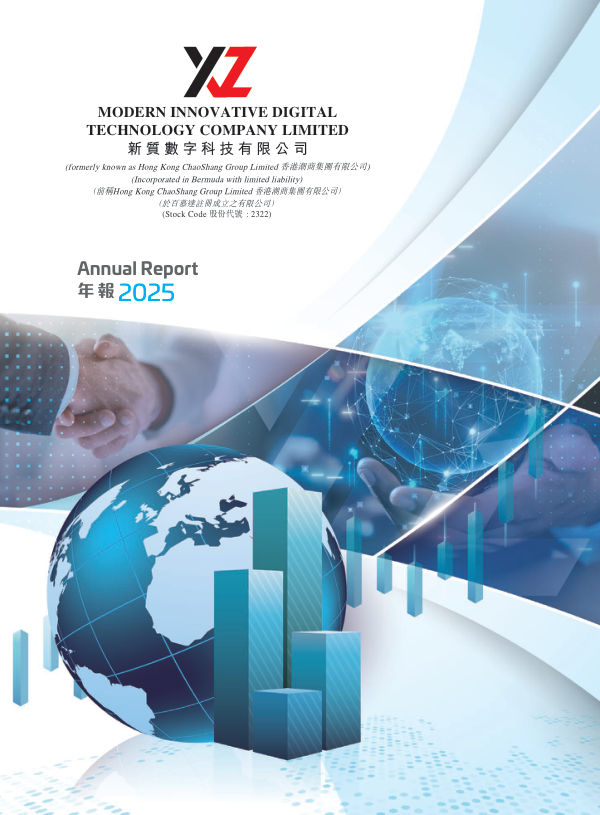 XZ
MODERN INNOVATIVE DIGITAL
TECHNOLOGY COMPANY LIMITED
新質數字科技有限公司
(formerly known as Hong Kong ChaoShang Group Limited 香港潮商集團有限公司)
(Incorporated in Bermuda with limited liability)
(前稱Hong Kong ChaoShang Group Limited 香港潮商集團有限公司)
(於百慕達註冊成立之有限公司)
(Stock Code 股份代號 : 2322)
Annual Report
年報 2025